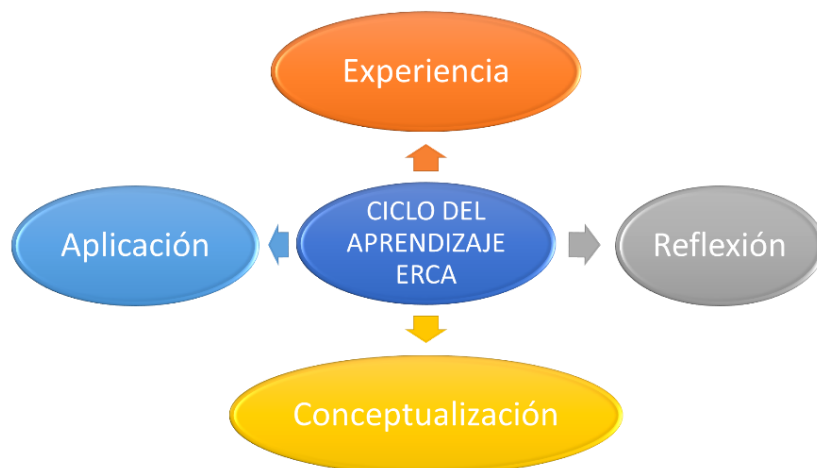 Experiencia
CICLO DEL
APRENDIZAJE
ERCA
Aplicación
Reflexión
Conceptualización